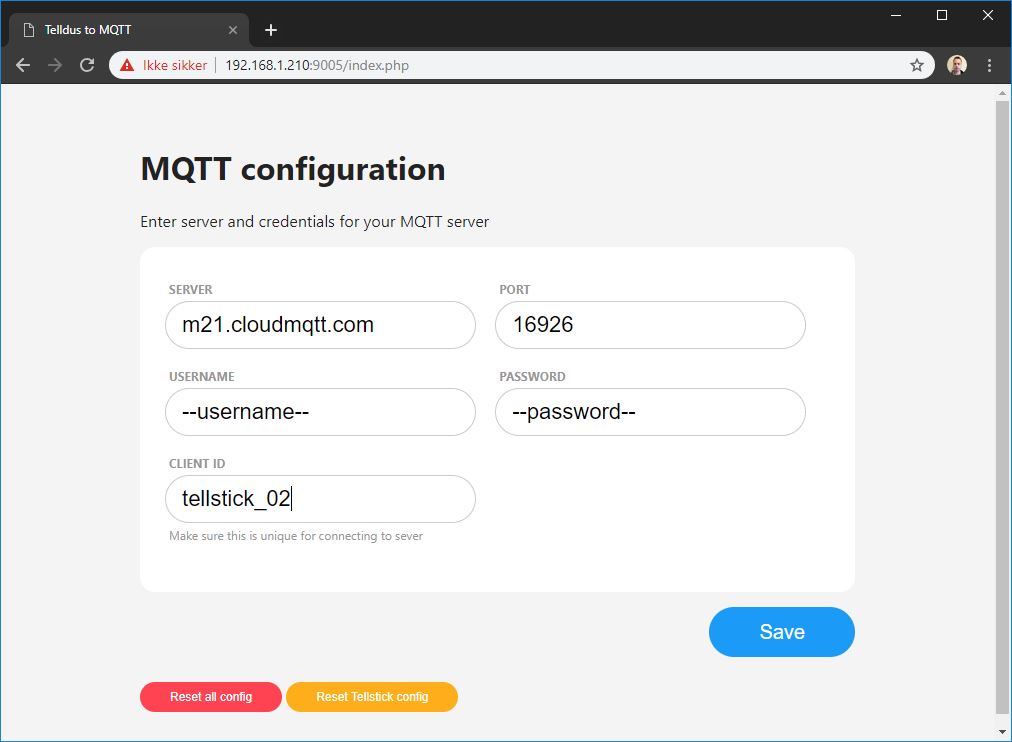 Telldus to MQTT
Ikke sikker 192.168.1.210:9005/index.php
MQTT configuration
Enter server and credentials for your MQTT server
SERVER PORT
m21.cloudmqtt.com 16926
USERNAME PASSWORD
--username-- --password--
CLIENT ID
tellstick_02
Make sure this is unique for connecting to sever
Save
Reset all config Reset Tellstick config